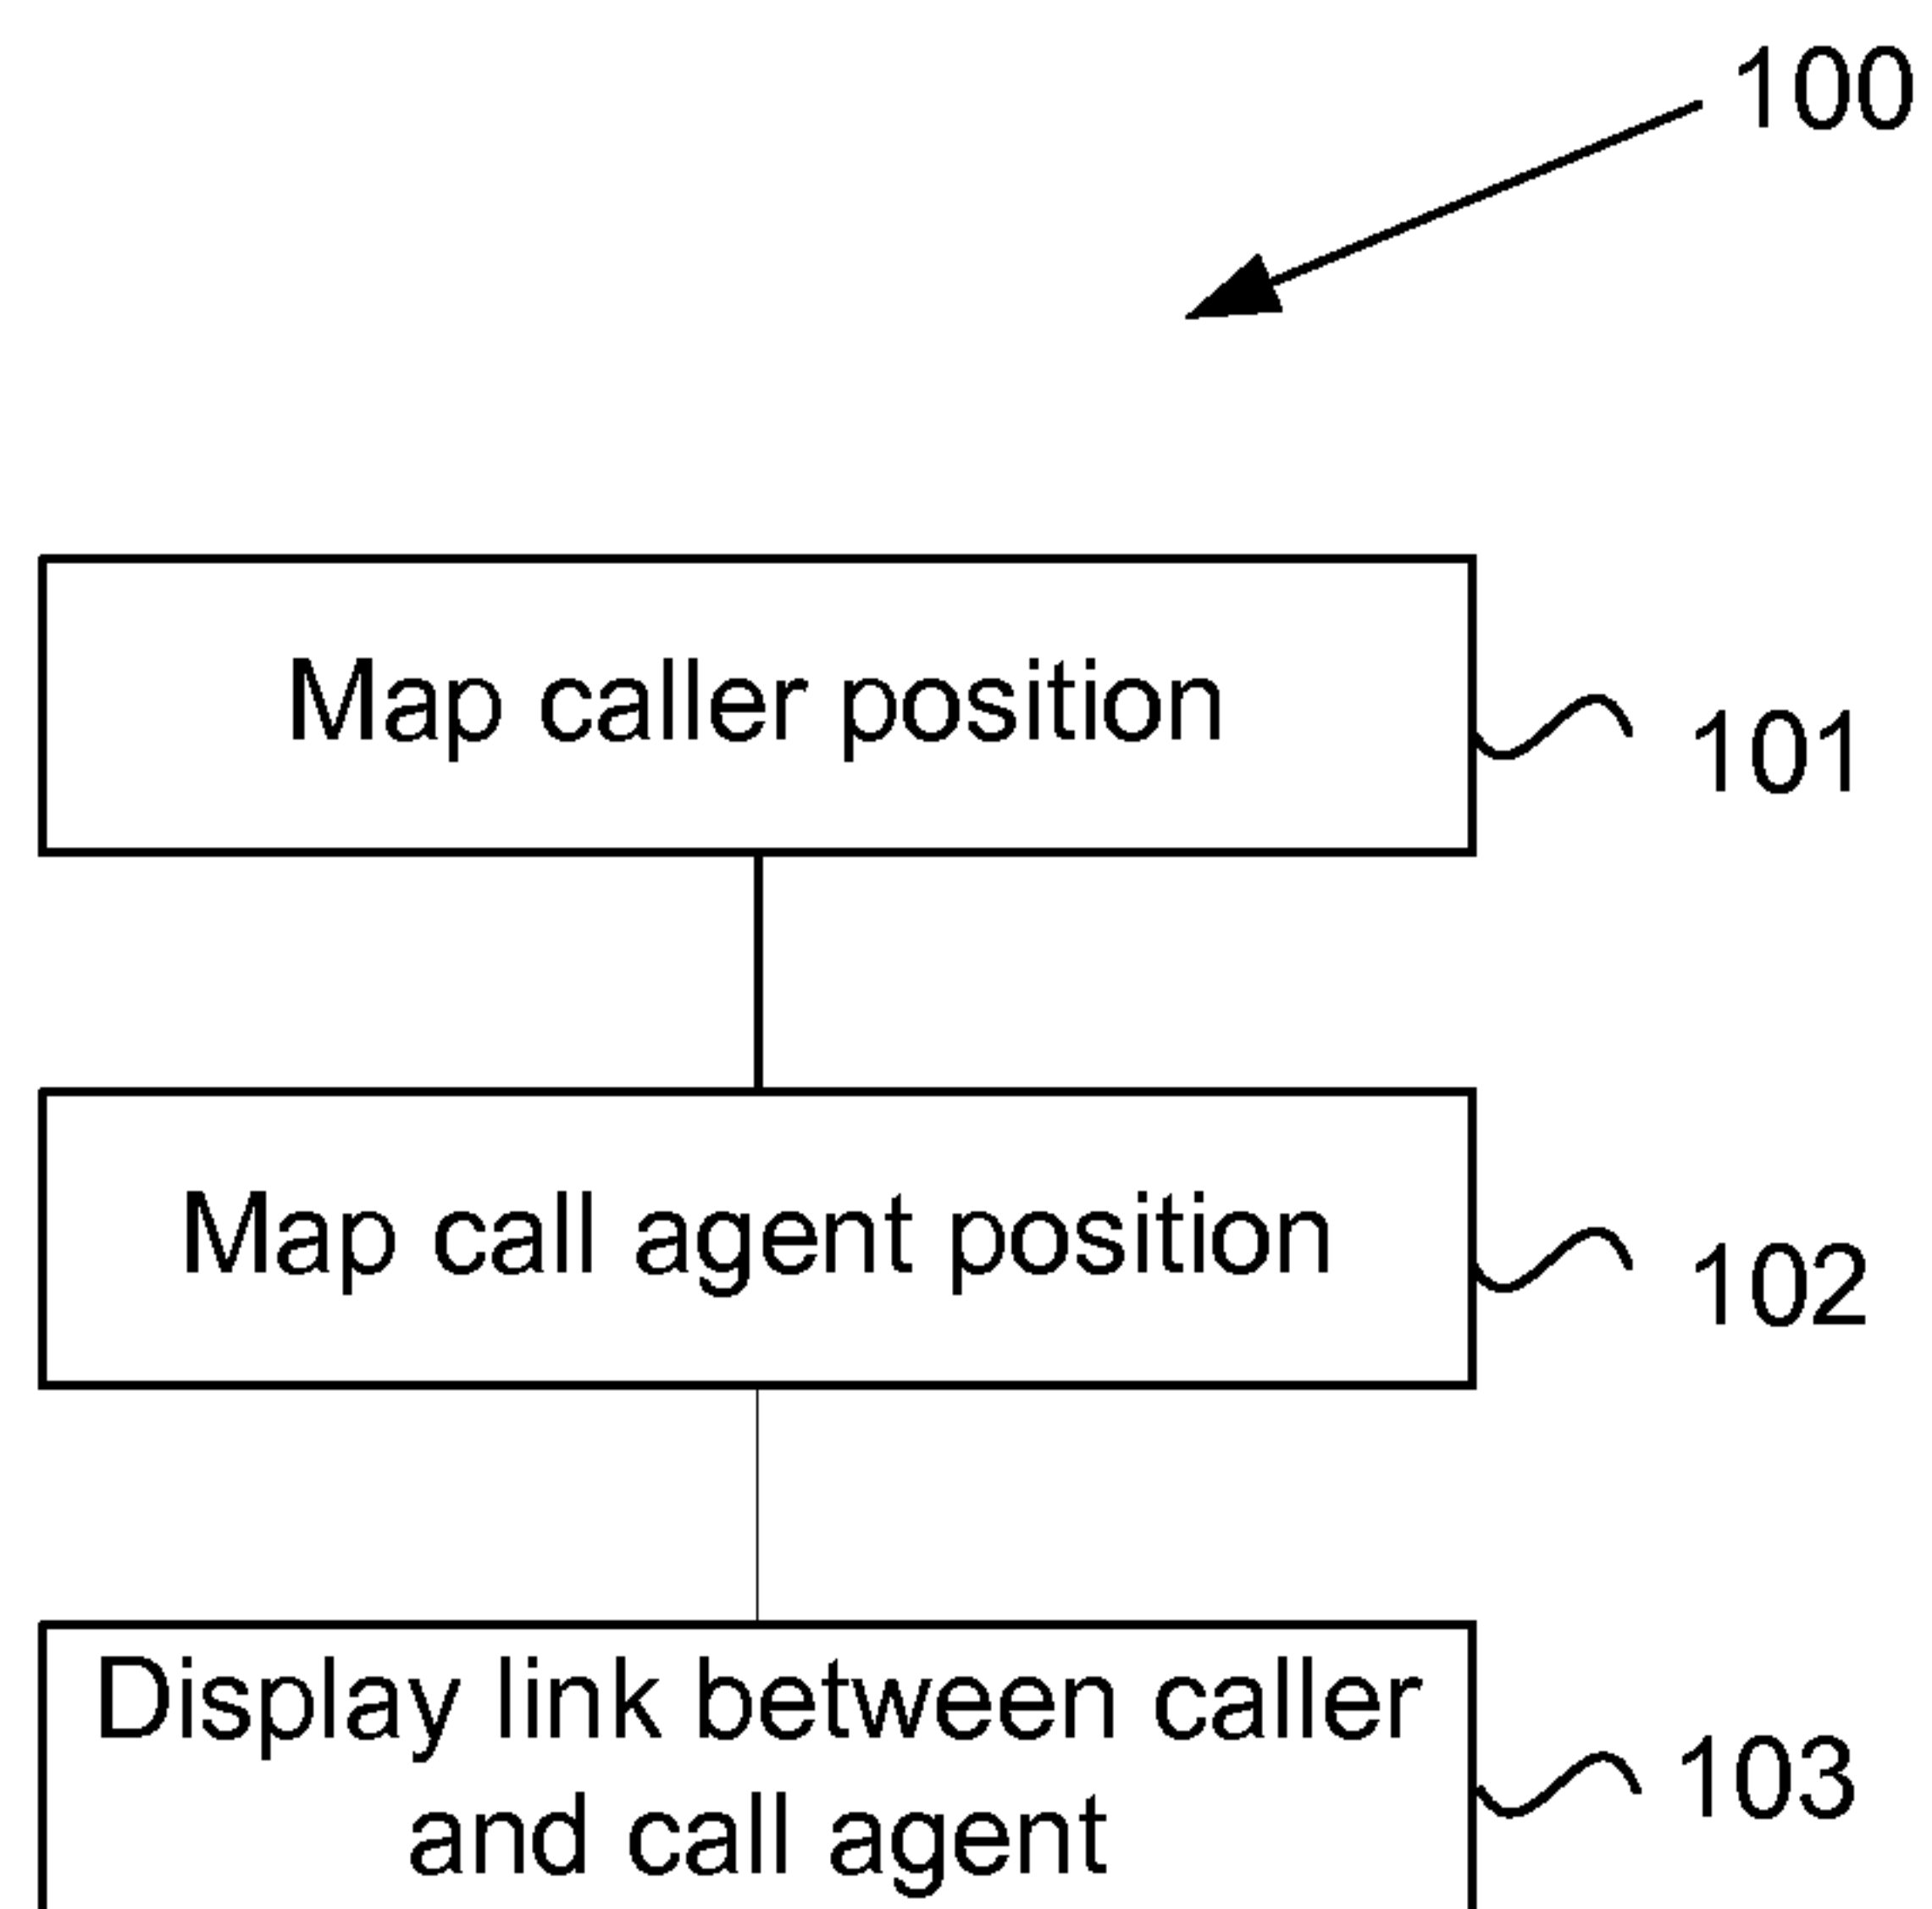 100
Map caller position
101
Map call agent position
102
Display link between caller
and call agent
103